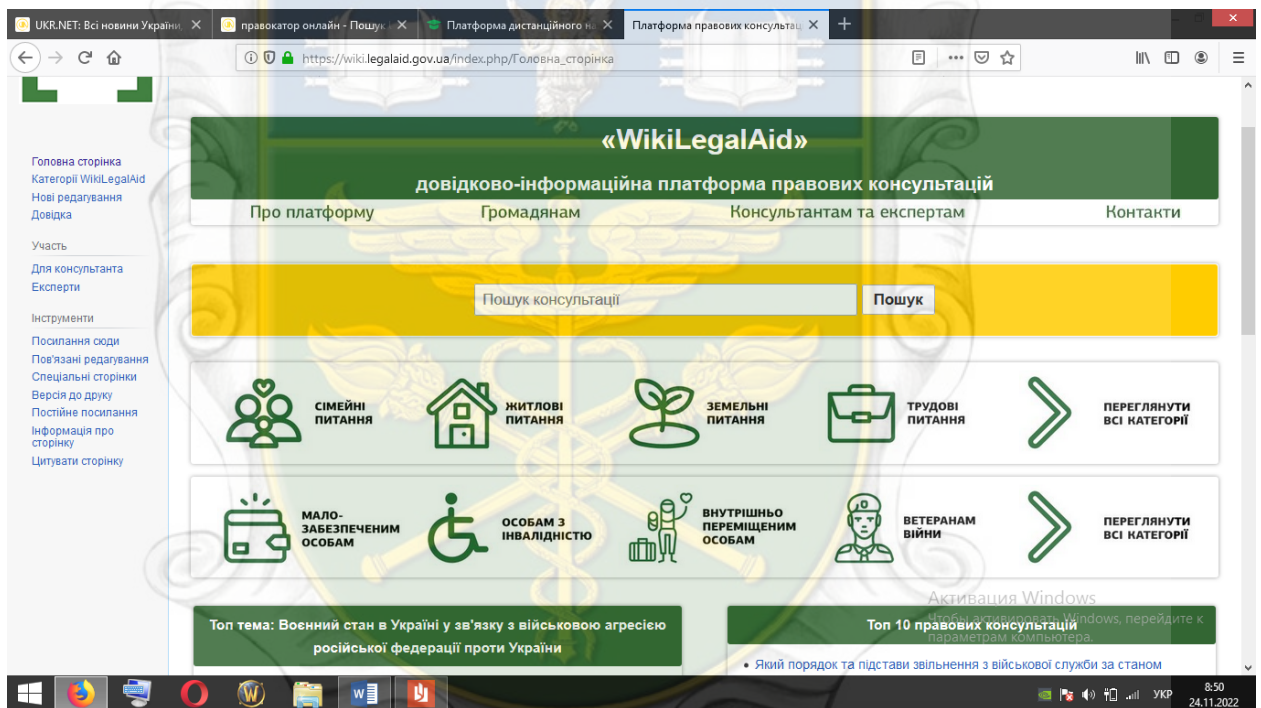 UKR.NET: Всі новини України,
правокатор онлайн - Пошук
Платформа дистанційного на
Платформа правових консультац
https://wiki.legalaid.gov.ua/index.php/Головна_сторінка
«WikiLegalAid»
довідково-інформаційна платформа правових консультацій
Про платформу Громадянам Консультантам та експертам Контакти
Головна сторінка
Категорії WikiLegalAid
Нові редагування
Довідка
Участь
Для консультанта
Експерти
Інструменти
Посилання сюди
Пов'язані редагування
Спеціальні сторінки
Версія до друку
Постійне посилання
Інформація про
сторінку
Цитувати сторінку
Пошук консультації Пошук
СІМЕЙНІ
ПИТАННЯ
ЖИТЛОВІ
ПИТАННЯ
ЗЕМЕЛЬНІ
ПИТАННЯ
ТРУДОВІ
ПИТАННЯ
ПЕРЕГЛЯНУТИ
ВСІ КАТЕГОРІЇ
МАЛО-
ЗАБЕЗПЕЧЕНИМ
ОСОБАМ
ОСОБАМ З
ІНВАЛІДНІСТЮ
ВНУТРІШНЬО
ПЕРЕМІЩЕНИМ
ОСОБАМ
ВЕТЕРАНАМ
ВІЙНИ
ПЕРЕГЛЯНУТИ
ВСІ КАТЕГОРІЇ
Топ тема: Воєнний стан в Україні у зв'язку з військовою агресією
російської федерації проти України
Топ 10 правових консультацій
• Який порядок та підстави звільнення з військової служби за станом
Активация Windows
Чтобы активировать Windows, перейдите к
параметрам компьютера.
УКР
8:50
24.11.2022